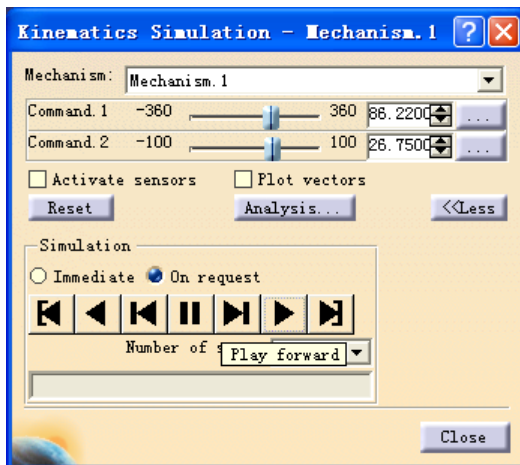 Kinematics Simulation - Mechanism.1
Mechanism: Mechanism.1
Command.1 -360 360 86.2200 ...
Command.2 -100 100 26.7500 ...
Activate sensors Plot vectors
Reset Analysis... <<Less
Simulation
Immediate On request
Number of
Play forward
Close